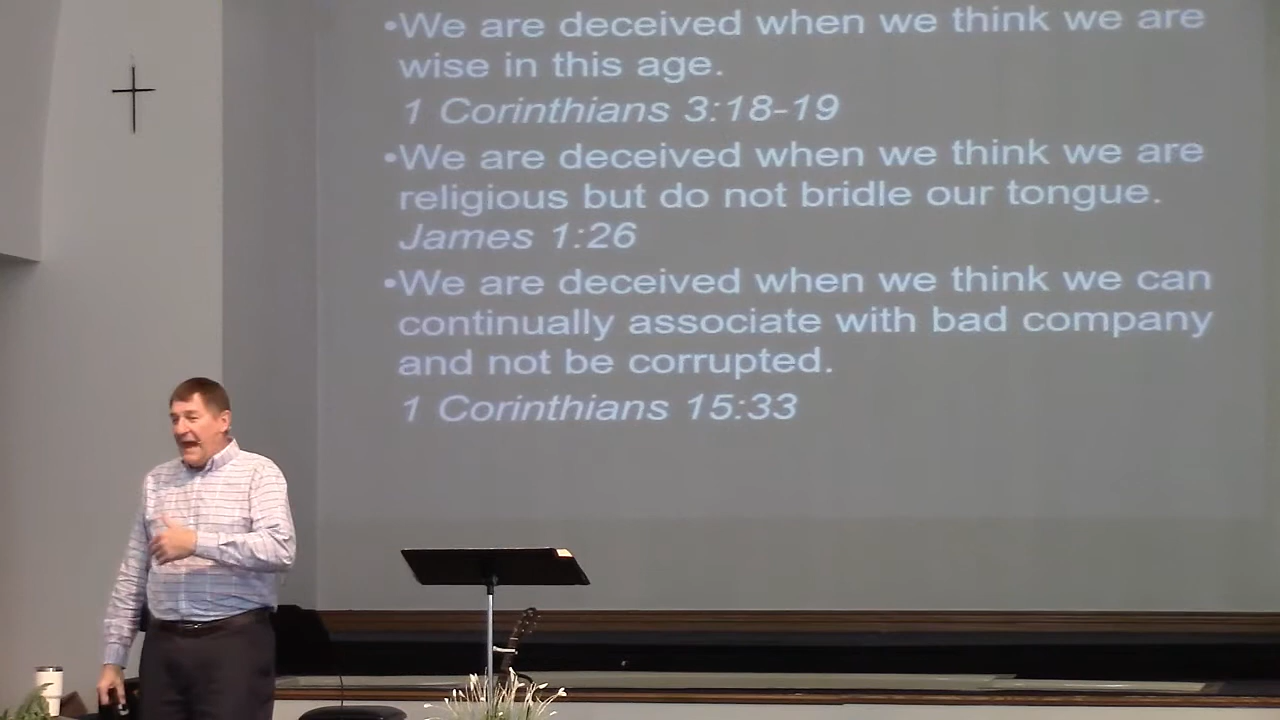 •We are deceived when we think we are
wise in this age.
1 Corinthians 3:18-19
•We are deceived when we think we are
religious but do not bridle our tongue.
James 1:26
•We are deceived when we think we can
continually associate with bad company
and not be corrupted.
1 Corinthians 15:33